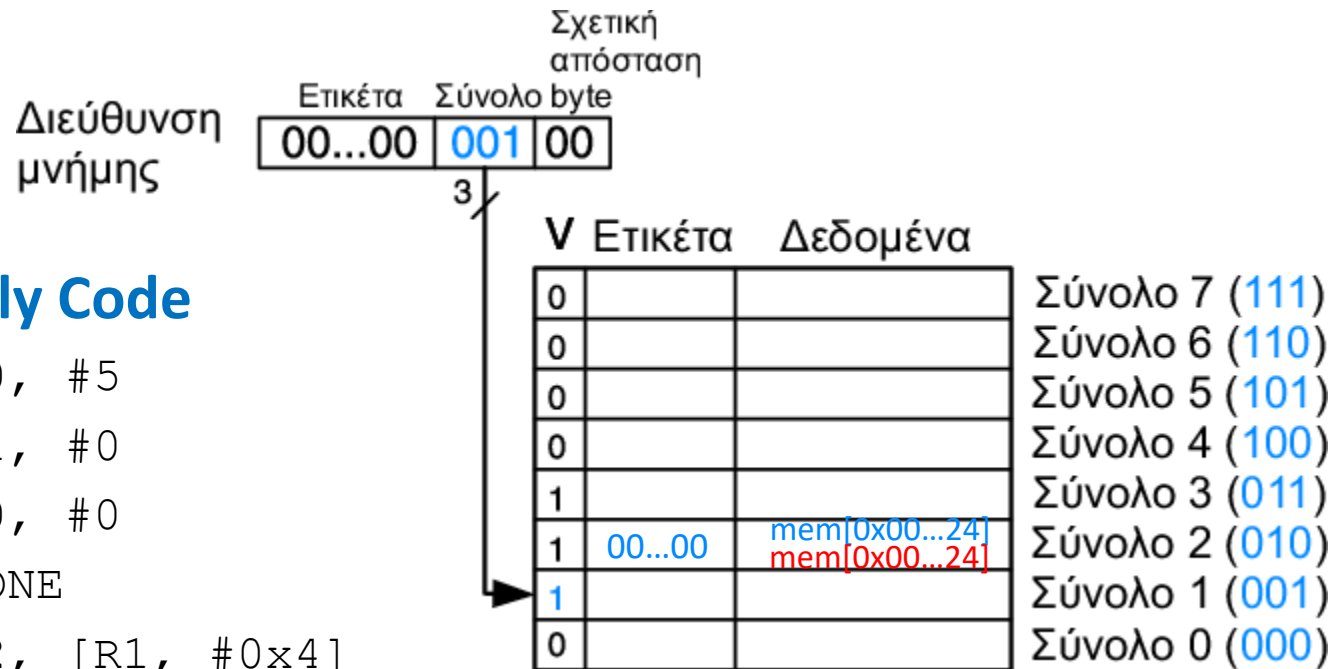 Σχετική
απόσταση
Ετικέτα Σύνολο byte
Διεύθυνση
μνήμης
00...00 001 00
3
V Ετικέτα Δεδομένα
ly Code
0 Σύνολο 7 (111)
0 Σύνολο 6 (110)
, #5
0 Σύνολο 5 (101)
, #0
0 Σύνολο 4 (100)
1 Σύνολο 3 (011)
, #0
1 00...00 mem[0x00...24] Σύνολο 2 (010)
mem[0x00...24]
ONE
1 Σύνολο 1 (001)
, [R1, #0x4]
0 Σύνολο 0 (000)